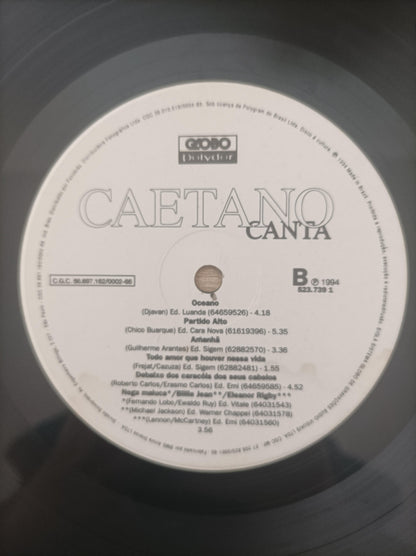 GLOBO
Polydor
CAETANO
CANTA
C.G.C. 56.697.162/0002-65
B ℗ 1994
523.739 1
Oceano
(Djavan) Ed. Luanda (64659526) - 4.18
Partido Alto
(Chico Buarque) Ed. Cara Nova (61619396) - 5.35
Amanhã
(Guilherme Arantes) Ed. Sigem (62882570) - 3.36
Todo amor que houver nessa vida
(Frejat/Cazuza) Ed. Sigem (62882481) - 1.55
Debaixo dos caracóis dos seus cabelos
(Roberto Carlos/Erasmo Carlos) Ed. Emi (64659585) - 4.52
Nega maluca*/Billie Jean**/Eleanor Rigby***
*(Fernando Lobo/Ewaldo Ruy) Ed. Vitale (64031543)
**(Michael Jackson) Ed. Warner Chappel (64031578)
***(Lennon/McCartney) Ed. Emi (64031560)
3.56